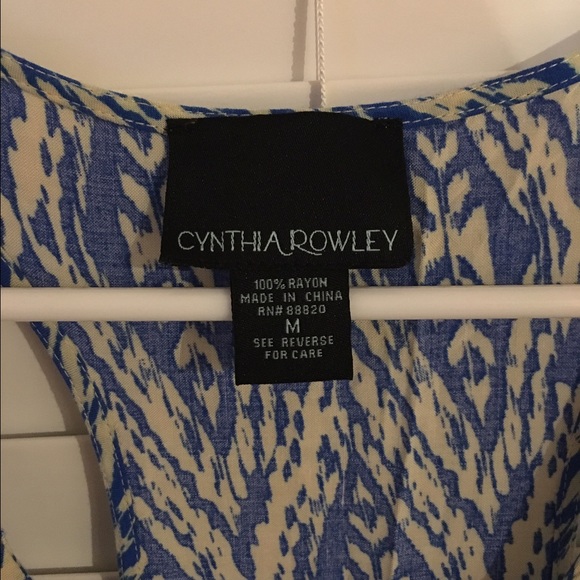 CYNTHIA ROWLEY
100% RAYON
MADE IN CHINA
RN# 88820
M
SEE REVERSE
FOR CARE